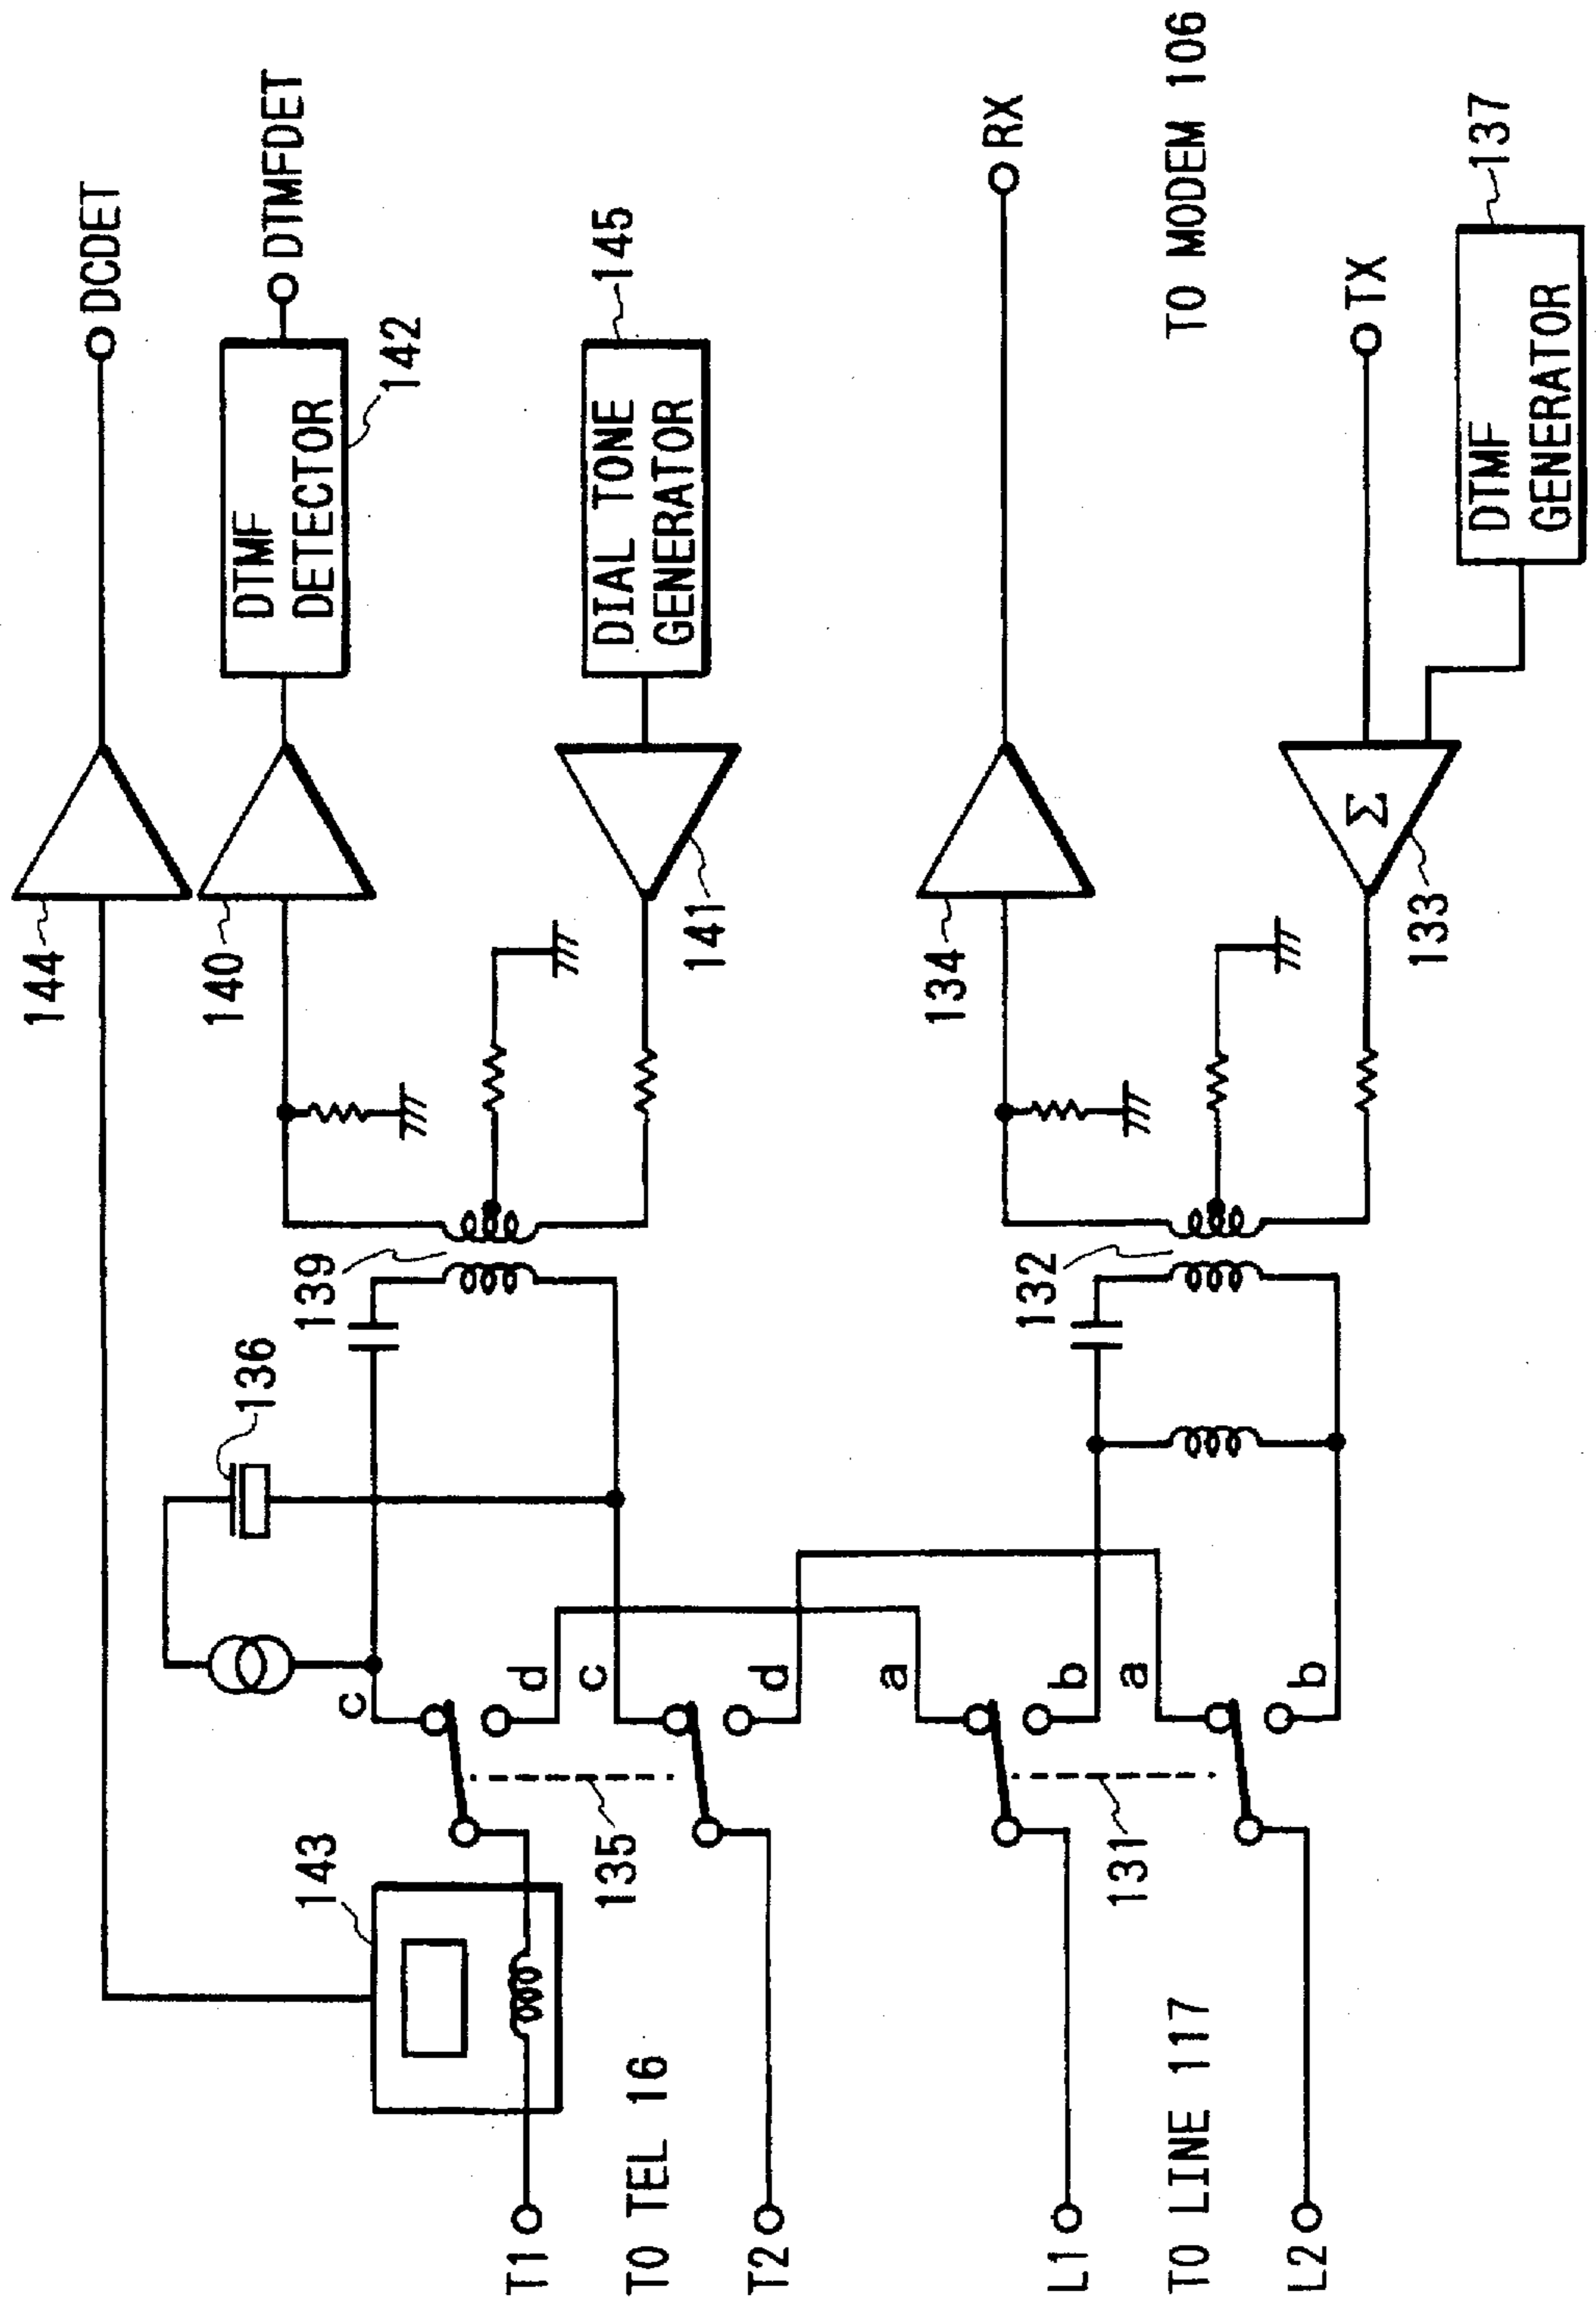 144
DCDET
140
DTMF
DETECTOR
DTMFDET
142
136
139
145
DIAL TONE
GENERATOR
141
143
c
d
c
d
135
T1
TO TEL 16
T2
134
RX
132
TO MODEM 106
a
b
a
b
131
L1
TO LINE 117
L2
Σ
133
TX
DTMF
GENERATOR
137